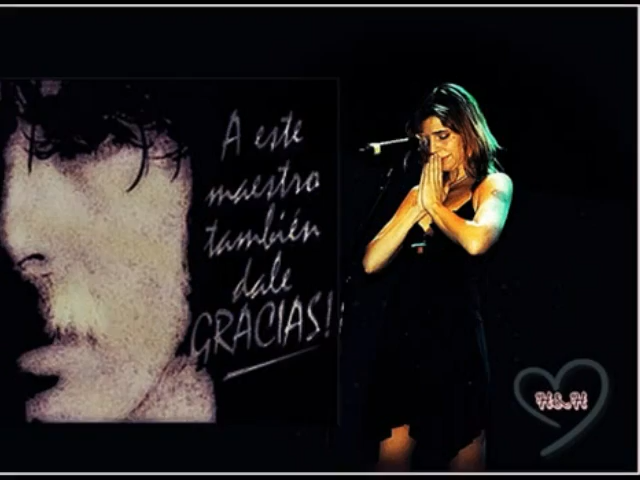 A este
maestro
también
dale
GRACIAS!
H&H